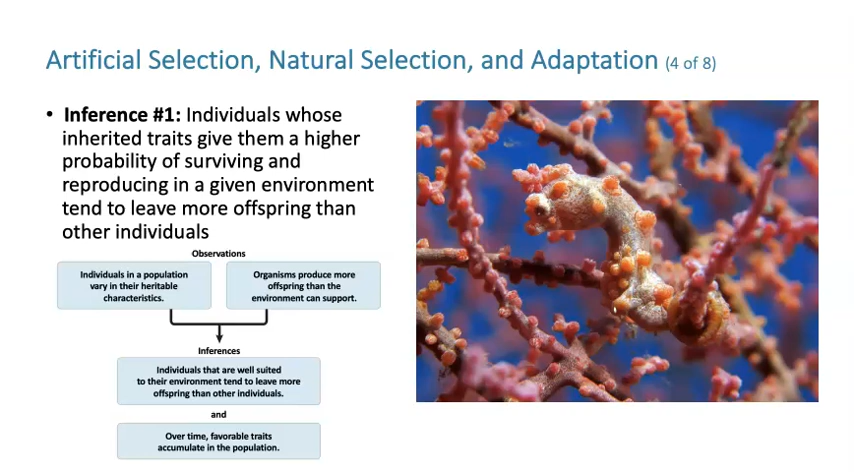 Artificial Selection, Natural Selection, and Adaptation (4 of 8)
• Inference #1: Individuals whose
inherited traits give them a higher
probability of surviving and
reproducing in a given environment
tend to leave more offspring than
other individuals
Observations
Individuals in a population
vary in their heritable
characteristics.
Organisms produce more
offspring than the
environment can support.
Inferences
Individuals that are well suited
to their environment tend to leave more
offspring than other individuals.
and
Over time, favorable traits
accumulate in the population.